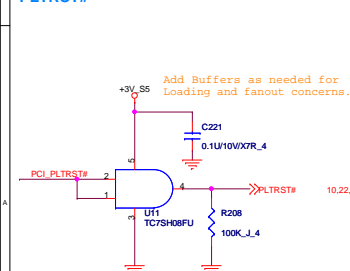 Add Buffers as needed for
Loading and fanout concerns.
+3V_S5
C221
0.1U/10V/X7R_4
5
PCI_PLTRST#
2
4
PLTRST#
10,22,
1
U11
TC7SH08FU
3
R208
100K_J_4
A